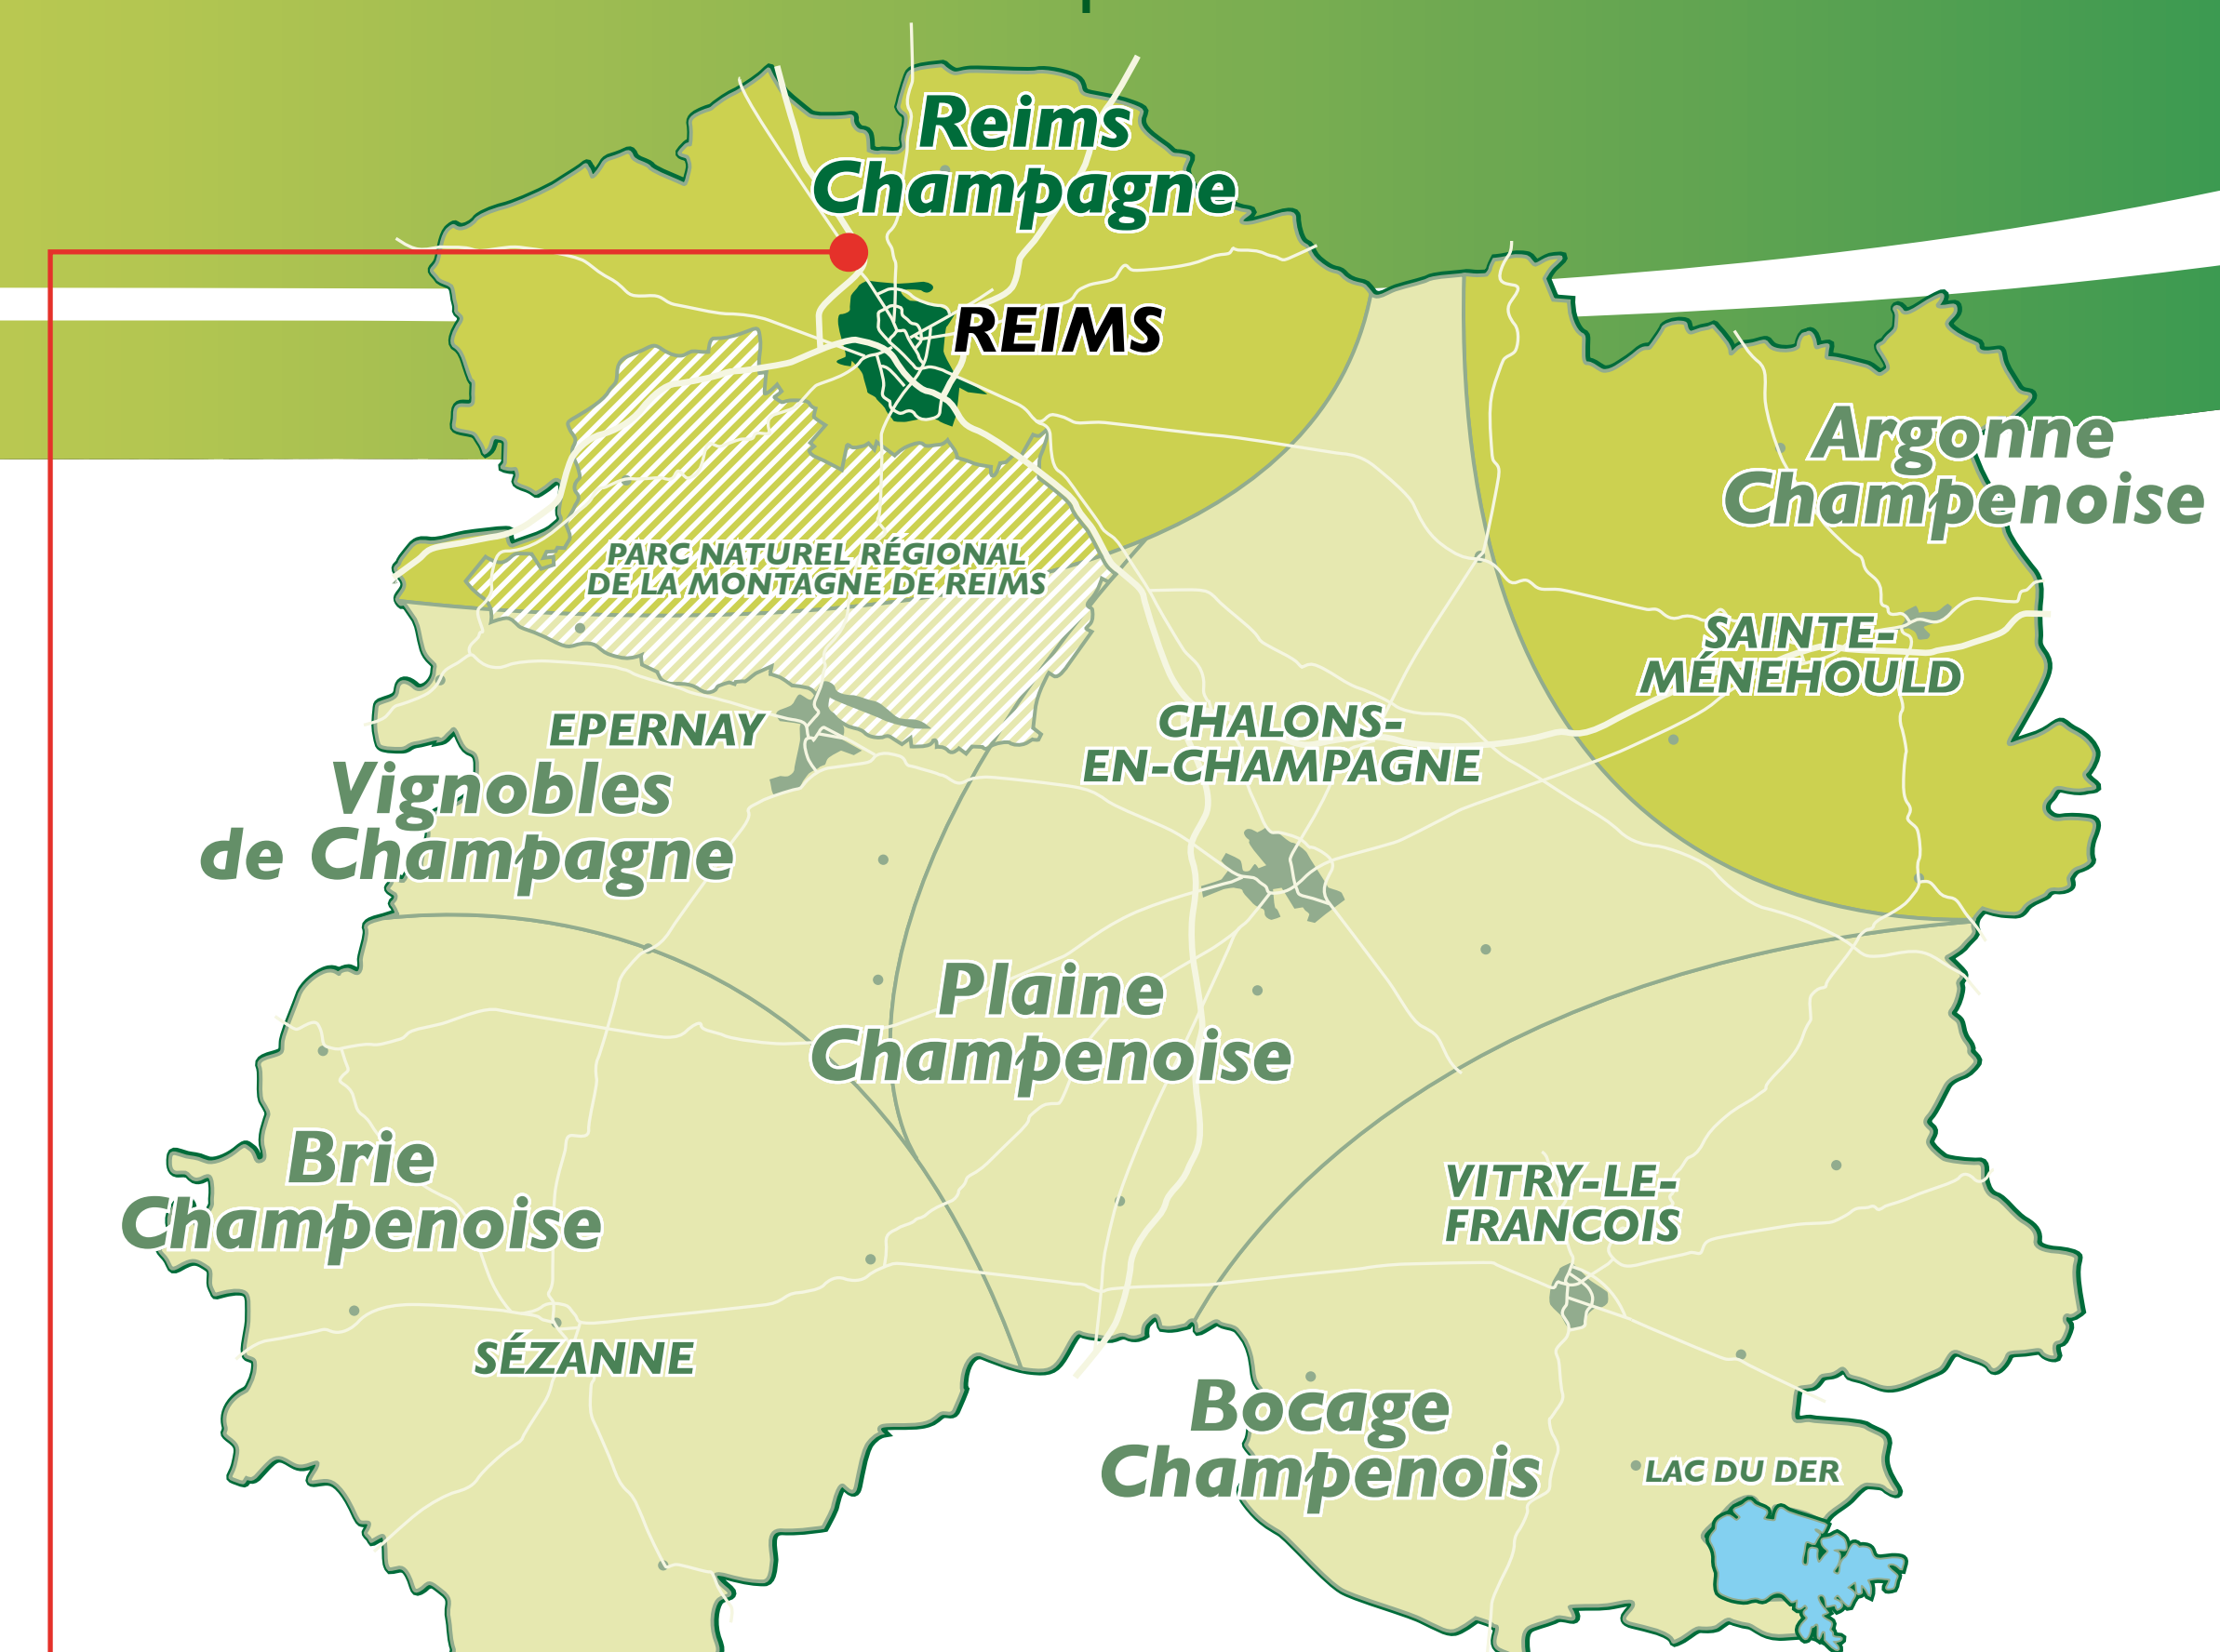 Reims
Champagne
REIMS
Argonne
Champenoise
PARC NATUREL RÉGIONAL
DE LA MONTAGNE DE REIMS
SAINTE-
MÉNEHOULD
EPERNAY
CHALONS-
EN-CHAMPAGNE
Vignobles
de Champagne
Plaine
Champenoise
Brie
Champenoise
VITRY-LE-
FRANCOIS
SÉZANNE
Bocage
Champenois
LAC DU DER